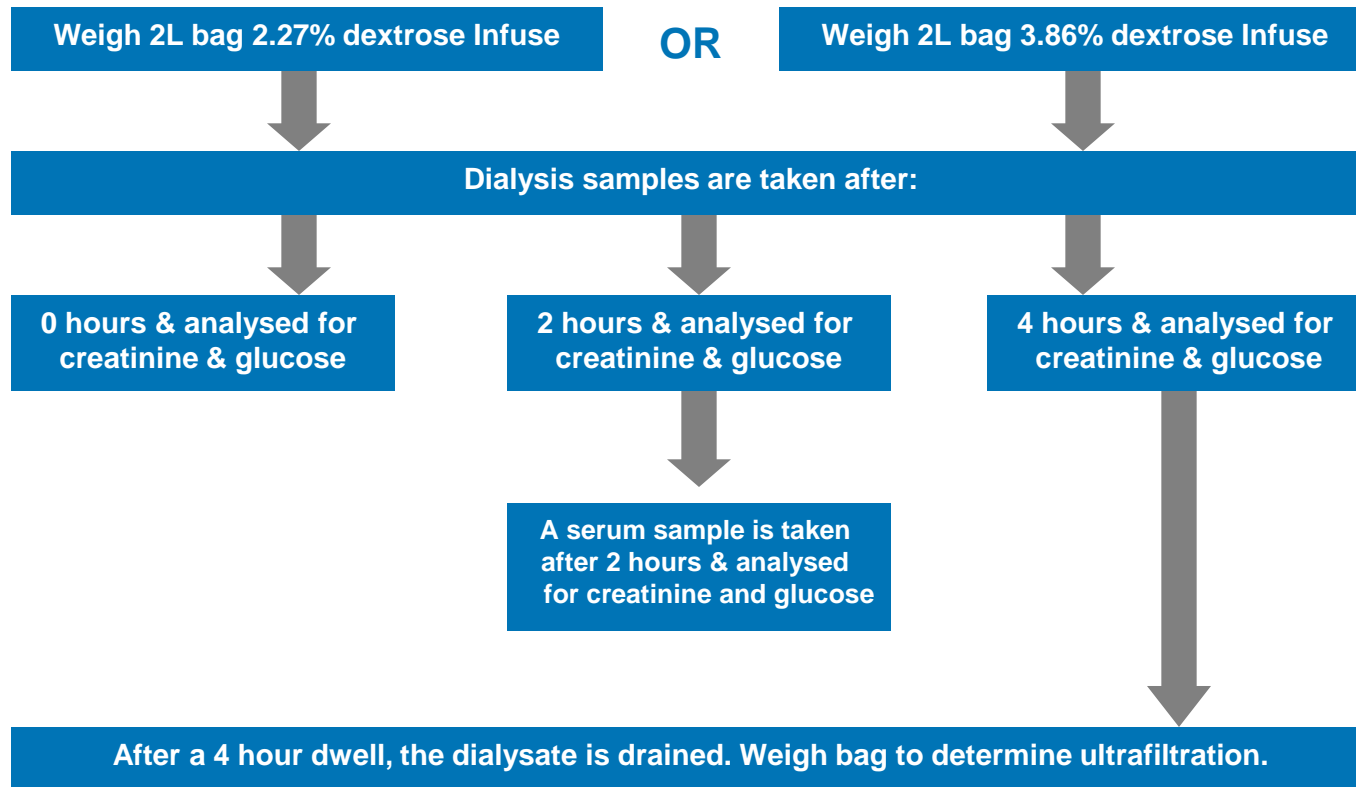 Weigh 2L bag 2.27% dextrose Infuse
OR
Weigh 2L bag 3.86% dextrose Infuse
Dialysis samples are taken after:
0 hours & analysed for
creatinine & glucose
2 hours & analysed for
creatinine & glucose
4 hours & analysed for
creatinine & glucose
A serum sample is taken
after 2 hours & analysed
for creatinine and glucose
After a 4 hour dwell, the dialysate is drained. Weigh bag to determine ultrafiltration.